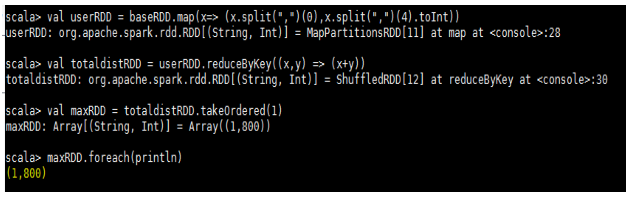 scala> val userRDD = baseRDD.map(x=> (x.split(",")(0),x.split(",")(4).toInt))
userRDD: org.apache.spark.rdd.RDD[(String, Int)] = MapPartitionsRDD[11] at map at <console>:28
scala> val totaldistRDD = userRDD.reduceByKey((x,y) => (x+y))
totaldistRDD: org.apache.spark.rdd.RDD[(String, Int)] = ShuffledRDD[12] at reduceByKey at <console>:30
scala> val maxRDD = totaldistRDD.takeOrdered(1)
maxRDD: Array[(String, Int)] = Array((1,800))
scala> maxRDD.foreach(println)
(1,800)